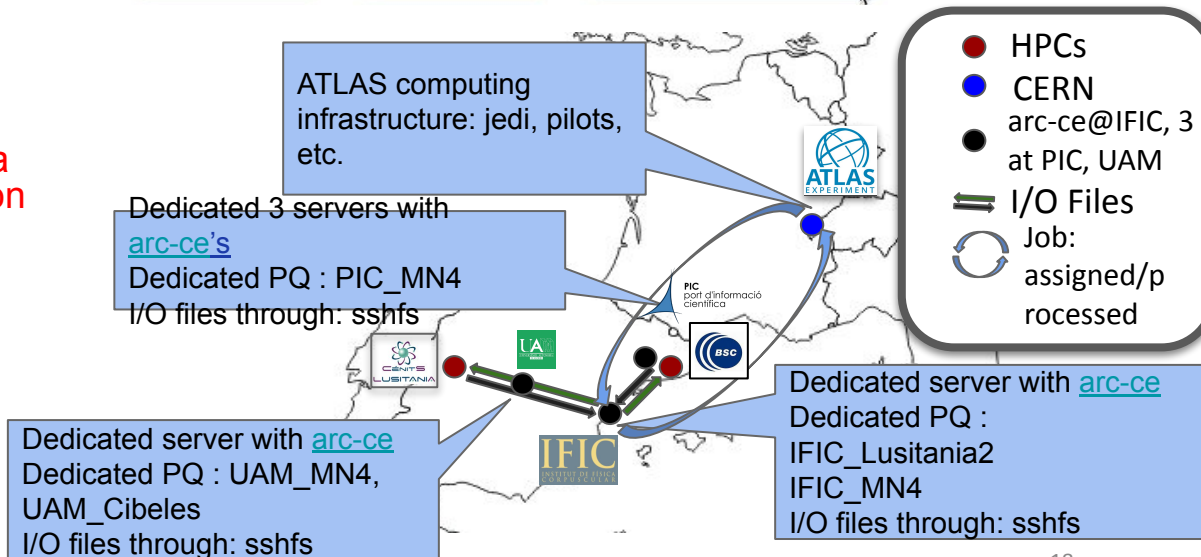 a
on
ATLAS computing
infrastructure: jedi, pilots,
etc.
Dedicated 3 servers with
arc-ce's
Dedicated PQ : PIC_MN4
I/O files through: sshfs
ATLAS
EXPERIMENT
HPCs
CERN
arc-ce@IFIC, 3
at PIC, UAM
I/O Files
Job:
assigned/p
rocessed
PIC
port d'informació
científica
CÉNITS
LUSITANIA
UAM
BSC
IFIC
INSTITUT DE FÍSICA
CORPUSCULAR
Dedicated server with arc-ce
Dedicated PQ : UAM_MN4,
UAM_Cibeles
I/O files through: sshfs
Dedicated server with arc-ce
Dedicated PQ :
IFIC_Lusitania2
IFIC_MN4
I/O files through: sshfs